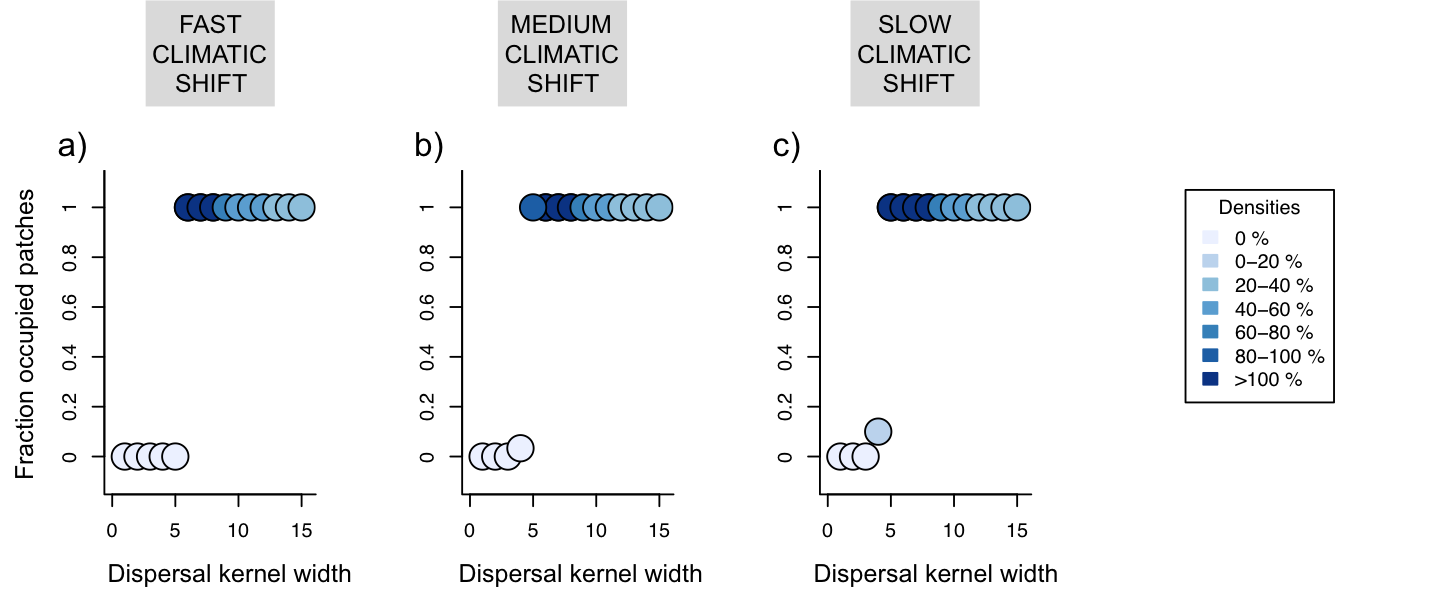 FAST
CLIMATIC
SHIFT
MEDIUM
CLIMATIC
SHIFT
SLOW
CLIMATIC
SHIFT
a)
b)
c)
Fraction occupied patches
1
0.8
0.6
0.4
0.2
0
0 5 10 15
Dispersal kernel width
1
0.8
0.6
0.4
0.2
0
0 5 10 15
Dispersal kernel width
1
0.8
0.6
0.4
0.2
0
0 5 10 15
Dispersal kernel width
Densities
0 %
0−20 %
20−40 %
40−60 %
60−80 %
80−100 %
>100 %